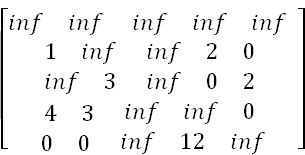 inf inf inf inf inf
1 inf inf 2 0
inf 3 inf 0 2
4 3 inf inf 0
0 0 inf 12 inf